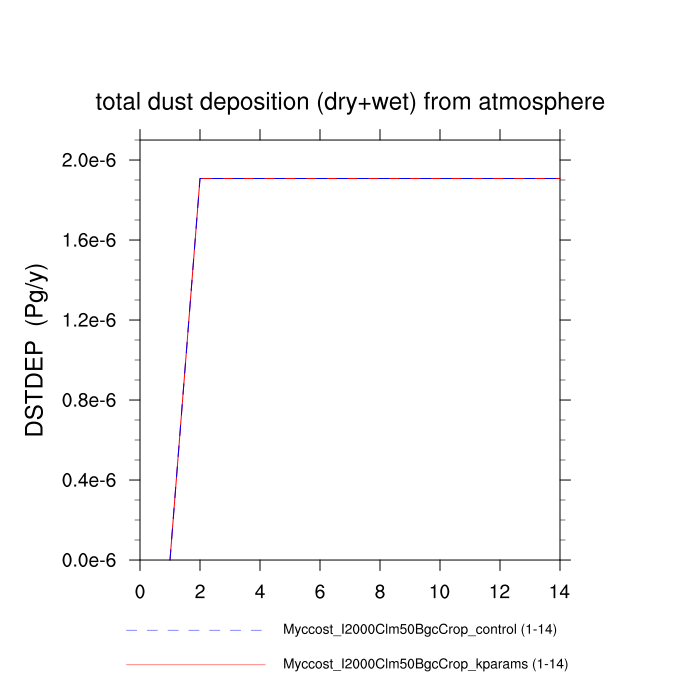 total dust deposition (dry+wet) from atmosphere
DSTDEP (Pg/y)
2.0e-6
1.6e-6
1.2e-6
0.8e-6
0.4e-6
0.0e-6
0 2 4 6 8 10 12 14
Myccost_I2000Clm50BgcCrop_control (1-14)
Myccost_I2000Clm50BgcCrop_kparams (1-14)